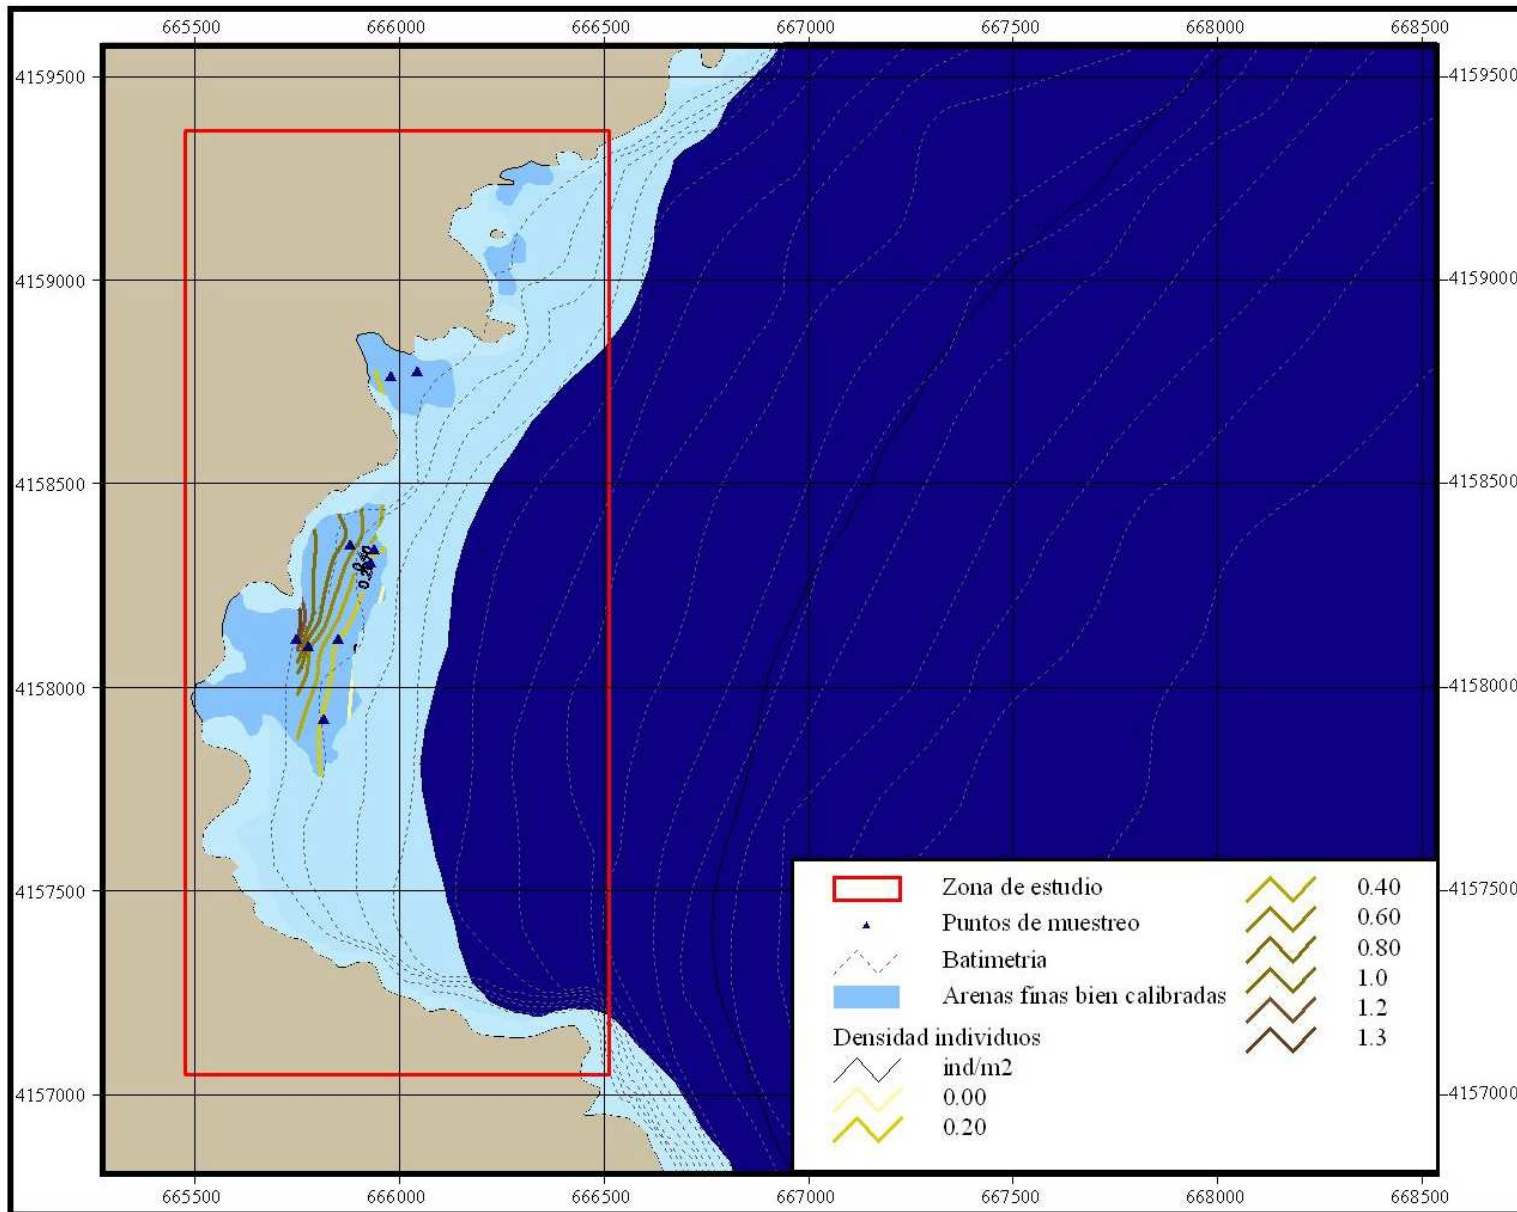 665500 666000 666500 667000 667500 668000 668500
4159500 4159500
4159000 4159000
4158500 4158500
4158000 4158000
4157500 4157500
4157000 4157000
Zona de estudio
Puntos de muestreo
Batimetria
Arenas finas bien calibradas
Densidad individuos
ind/m2
0.00
0.20
0.40
0.60
0.80
1.0
1.2
1.3
665500 666000 666500 667000 667500 668000 668500